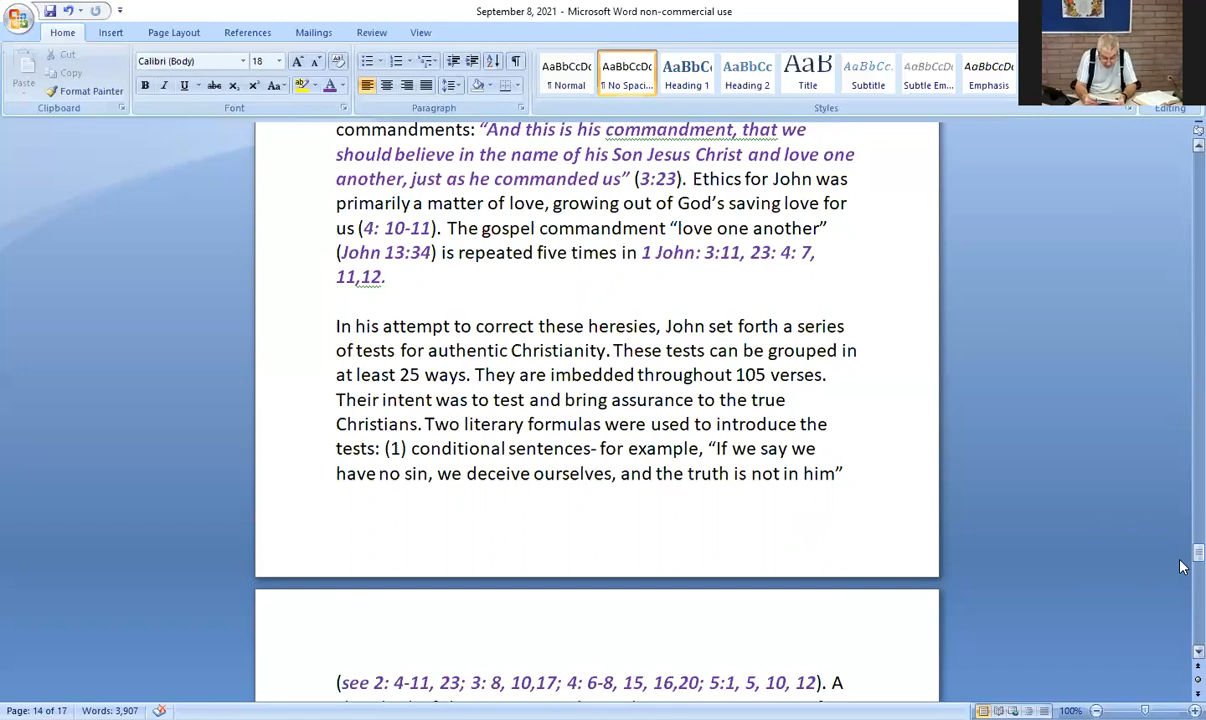 September 8, 2021 - Microsoft Word non-commercial use
Home Insert Page Layout References Mailings Review View
Paste
Cut
Copy
Format Painter
Clipboard
Calibri (Body) 18
B I U abc x₂ x² Aa A
Font
Paragraph
AaBbCcDc AaBbCcDc AaBbC AaBbCc AaB AaBbCcL AaBbCcDc AaBbCcDc
¶ Normal ¶ No Spaci... Heading 1 Heading 2 Title Subtitle Subtle Em... Emphasis
Styles
Editing
commandments: “And this is his commandment, that we
should believe in the name of his Son Jesus Christ and love one
another, just as he commanded us” (3:23). Ethics for John was
primarily a matter of love, growing out of God’s saving love for
us (4: 10-11). The gospel commandment “love one another”
(John 13:34) is repeated five times in 1 John: 3:11, 23: 4: 7,
11,12.
In his attempt to correct these heresies, John set forth a series
of tests for authentic Christianity. These tests can be grouped in
at least 25 ways. They are imbedded throughout 105 verses.
Their intent was to test and bring assurance to the true
Christians. Two literary formulas were used to introduce the
tests: (1) conditional sentences- for example, “If we say we
have no sin, we deceive ourselves, and the truth is not in him”
(see 2: 4-11, 23; 3: 8, 10,17; 4: 6-8, 15, 16,20; 5:1, 5, 10, 12). A
Page: 14 of 17 Words: 3,907 100%